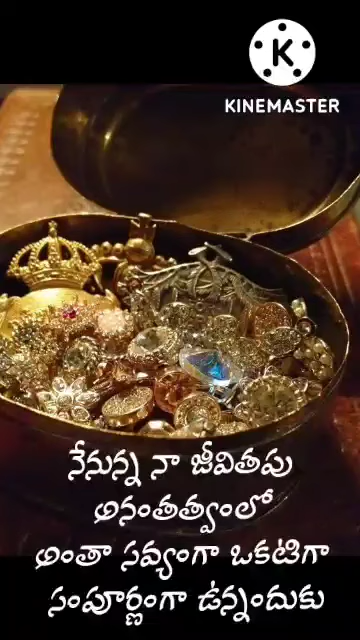 K
KINEMASTER
నేనున్న నా జీవితపు
అనంతత్వంలో
అంతా సవ్యంగా ఒకటిగా
సంపూర్ణంగా ఉన్నందుకు